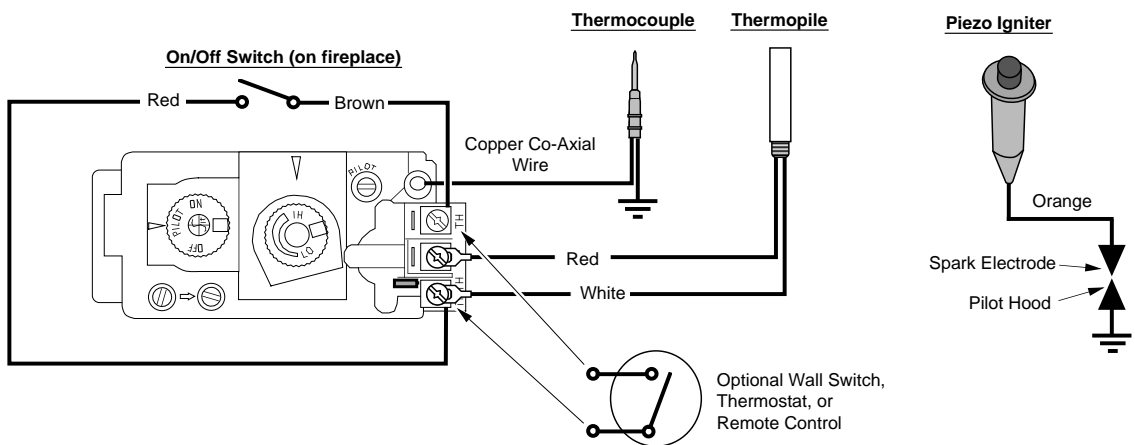 Thermocouple
Thermopile
Piezo Igniter
On/Off Switch (on fireplace)
Red
Brown
Copper Co-Axial
Wire
PILOT
PILOT ON
OFF
HI
LO
TH
Orange
Red
White
Spark Electrode
Pilot Hood
Optional Wall Switch,
Thermostat, or
Remote Control